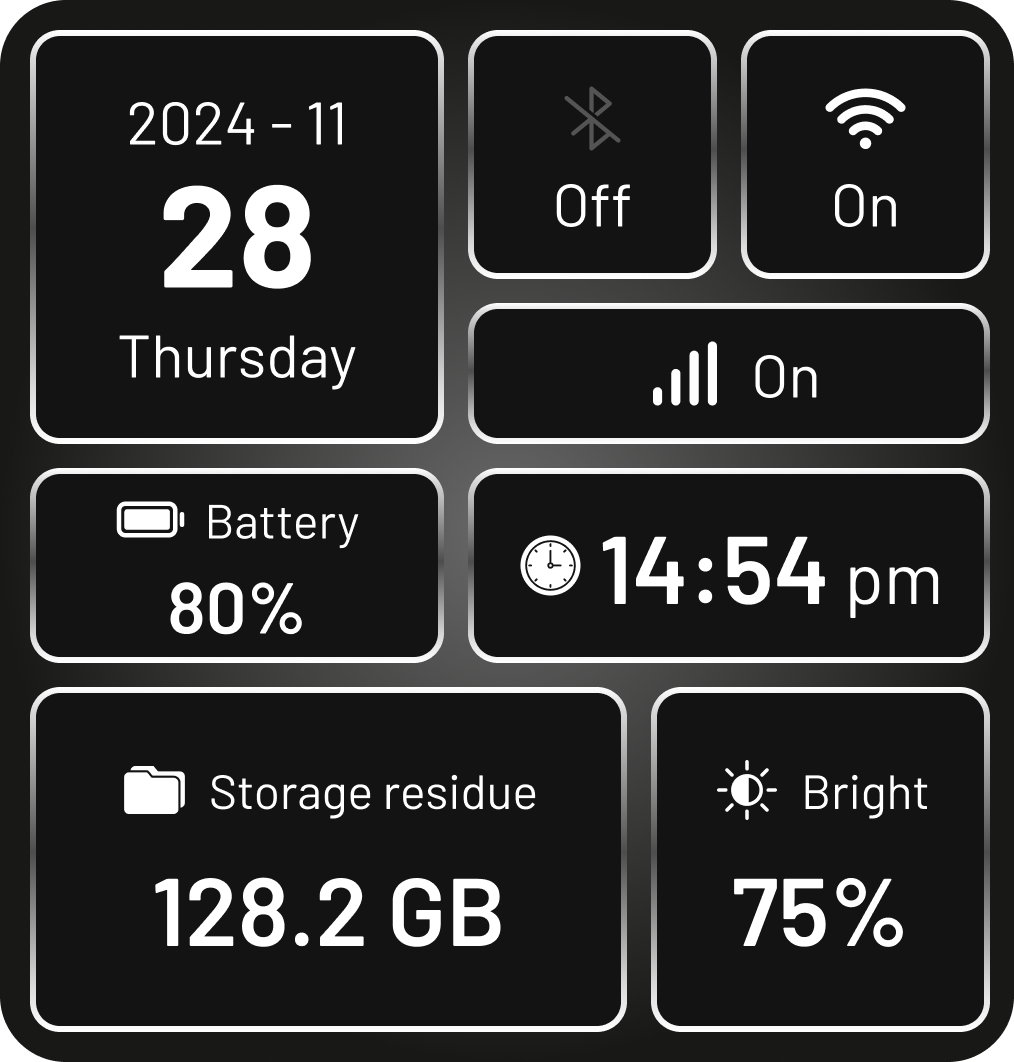 2024 - 11
28
Thursday
Off
On
On
Battery
80%
14:54 pm
Storage residue
128.2 GB
Bright
75%